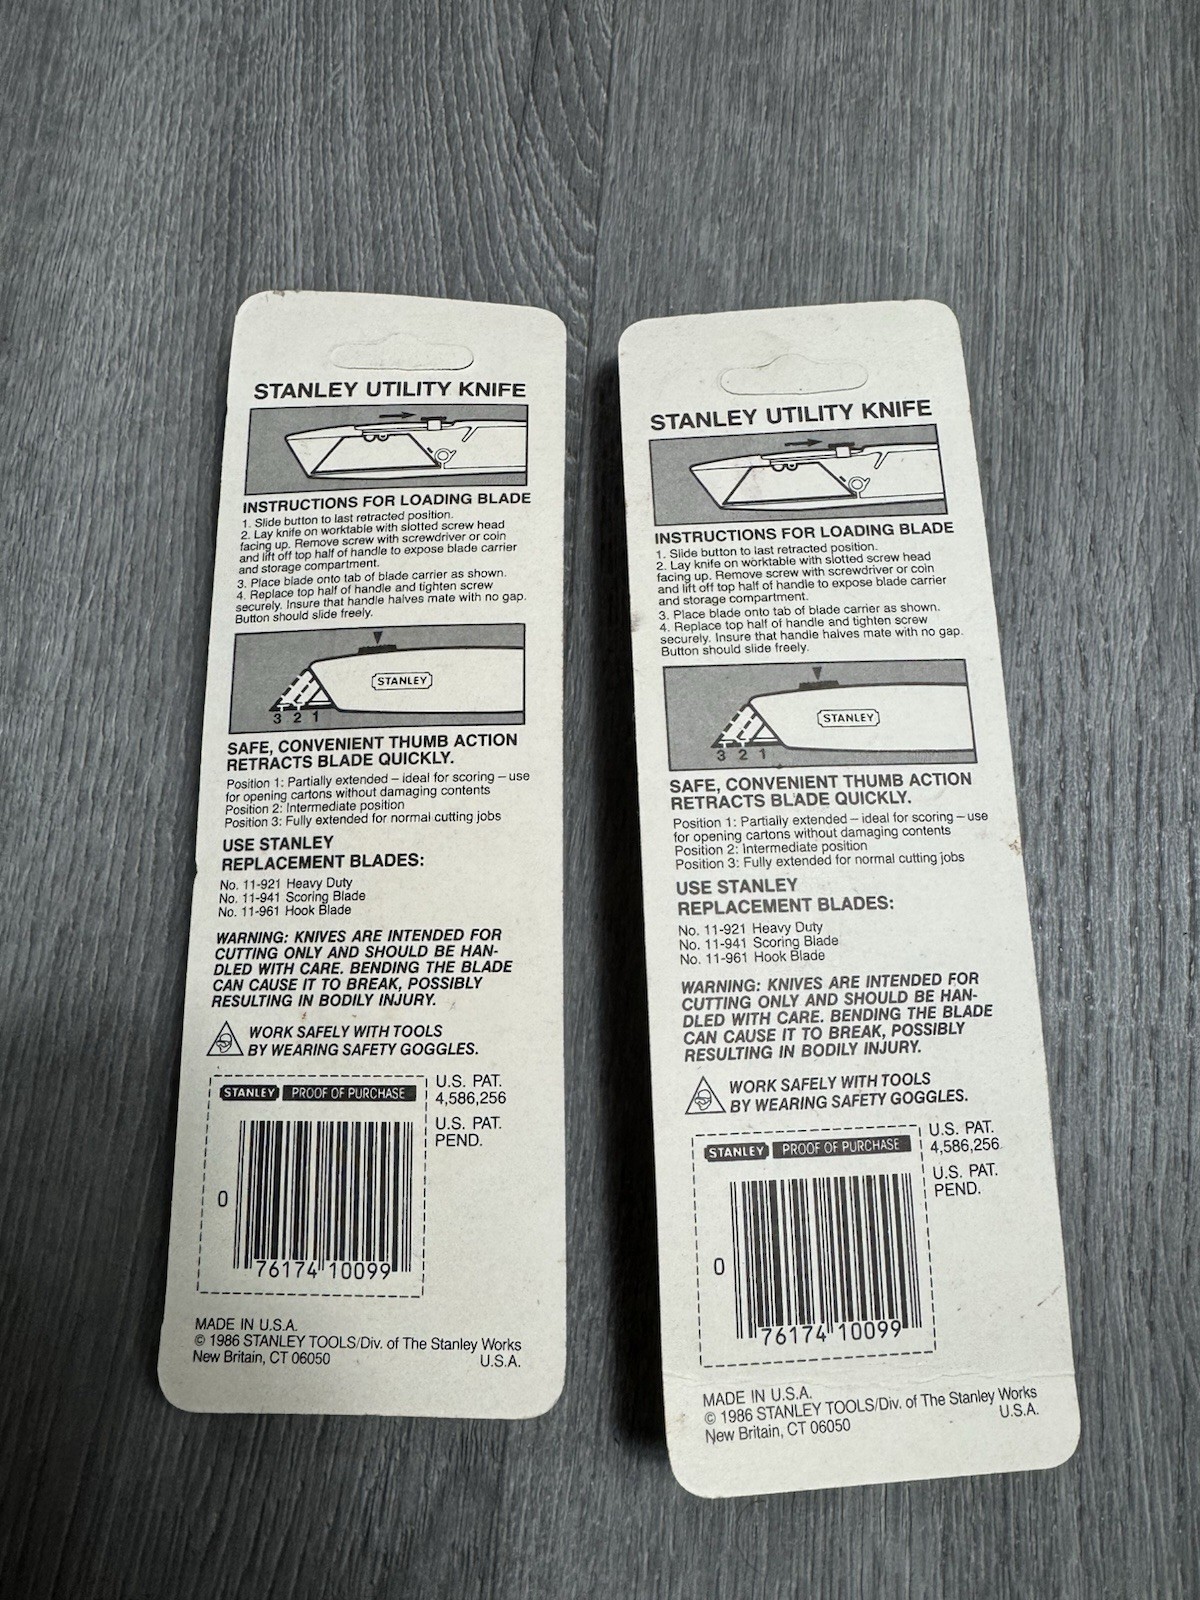 STANLEY UTILITY KNIFE
INSTRUCTIONS FOR LOADING BLADE
1. Slide button to last retracted position.
2. Lay knife on worktable with slotted screw head
facing up. Remove screw with screwdriver or coin
and lift off top half of handle to expose blade carrier
and storage compartment.
3. Place blade onto tab of blade carrier as shown.
4. Replace top half of handle and tighten screw
securely. Insure that handle halves mate with no gap.
Button should slide freely.
STANLEY
3 2 1
SAFE, CONVENIENT THUMB ACTION
RETRACTS BLADE QUICKLY.
Position 1: Partially extended – ideal for scoring – use
for opening cartons without damaging contents
Position 2: Intermediate position
Position 3: Fully extended for normal cutting jobs
USE STANLEY
REPLACEMENT BLADES:
No. 11-921 Heavy Duty
No. 11-941 Scoring Blade
No. 11-961 Hook Blade
WARNING: KNIVES ARE INTENDED FOR
CUTTING ONLY AND SHOULD BE HAN-
DLED WITH CARE. BENDING THE BLADE
CAN CAUSE IT TO BREAK, POSSIBLY
RESULTING IN BODILY INJURY.
WORK SAFELY WITH TOOLS
BY WEARING SAFETY GOGGLES.
STANLEY PROOF OF PURCHASE
U.S. PAT.
4,586,256
U.S. PAT.
PEND.
0 76174 10099
MADE IN U.S.A.
© 1986 STANLEY TOOLS/Div. of The Stanley Works
New Britain, CT 06050 U.S.A.
STANLEY UTILITY KNIFE
INSTRUCTIONS FOR LOADING BLADE
1. Slide button to last retracted position.
2. Lay knife on worktable with slotted screw head
facing up. Remove screw with screwdriver or coin
and lift off top half of handle to expose blade carrier
and storage compartment.
3. Place blade onto tab of blade carrier as shown.
4. Replace top half of handle and tighten screw
securely. Insure that handle halves mate with no gap.
Button should slide freely.
STANLEY
3 2 1
SAFE, CONVENIENT THUMB ACTION
RETRACTS BLADE QUICKLY.
Position 1: Partially extended – ideal for scoring – use
for opening cartons without damaging contents
Position 2: Intermediate position
Position 3: Fully extended for normal cutting jobs
USE STANLEY
REPLACEMENT BLADES:
No. 11-921 Heavy Duty
No. 11-941 Scoring Blade
No. 11-961 Hook Blade
WARNING: KNIVES ARE INTENDED FOR
CUTTING ONLY AND SHOULD BE HAN-
DLED WITH CARE. BENDING THE BLADE
CAN CAUSE IT TO BREAK, POSSIBLY
RESULTING IN BODILY INJURY.
WORK SAFELY WITH TOOLS
BY WEARING SAFETY GOGGLES.
STANLEY PROOF OF PURCHASE
U.S. PAT.
4,586,256
U.S. PAT.
PEND.
0 76174 10099
MADE IN U.S.A.
© 1986 STANLEY TOOLS/Div. of The Stanley Works
New Britain, CT 06050 U.S.A.